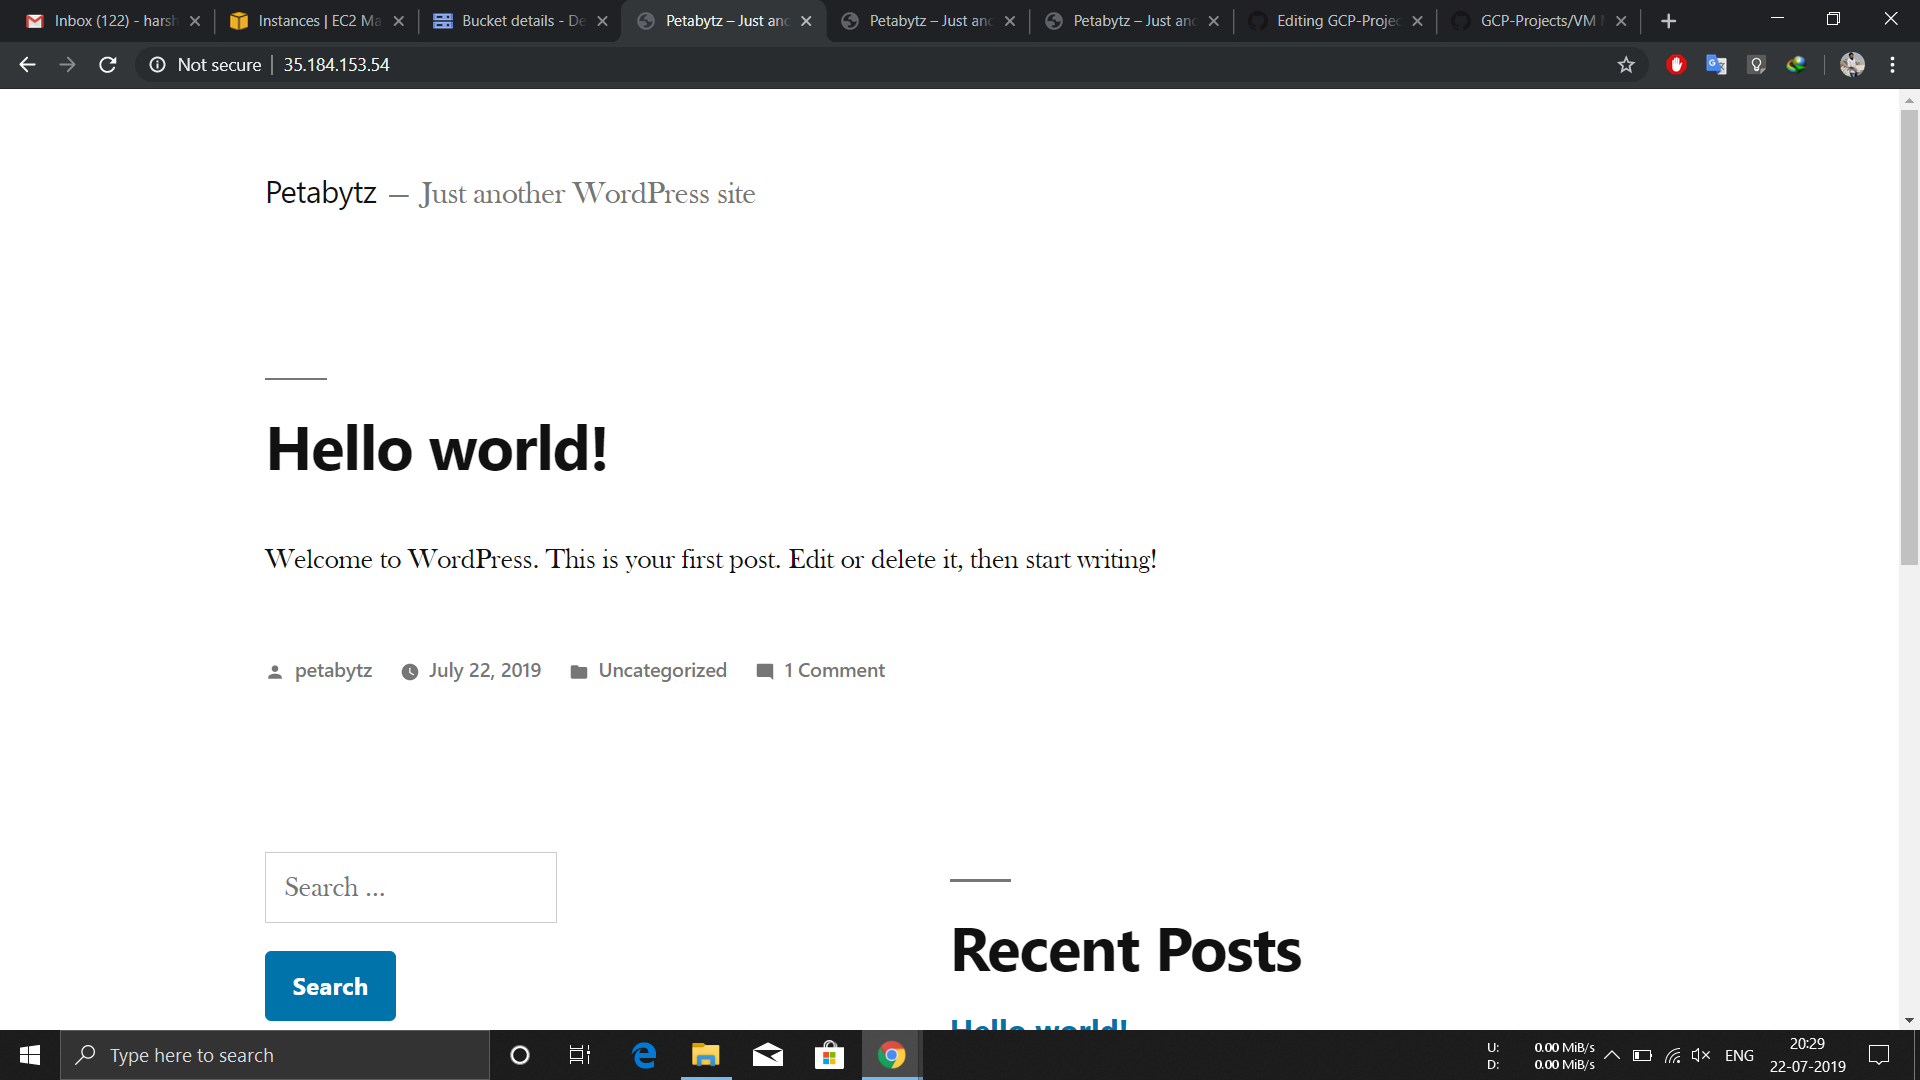 Inbox (122) - harsh
Instances | EC2 Ma
Bucket details - De
Petabytz – Just anc
Petabytz – Just anc
Petabytz – Just anc
Editing GCP-Projec
GCP-Projects/VM
Not secure | 35.184.153.54
Petabytz — Just another WordPress site
Hello world!
Welcome to WordPress. This is your first post. Edit or delete it, then start writing!
petabytz July 22, 2019 Uncategorized 1 Comment
Search ...
Search
Recent Posts
Hello world!
Type here to search
U: 0.00 MiB/s
D: 0.00 MiB/s
ENG
20:29
22-07-2019